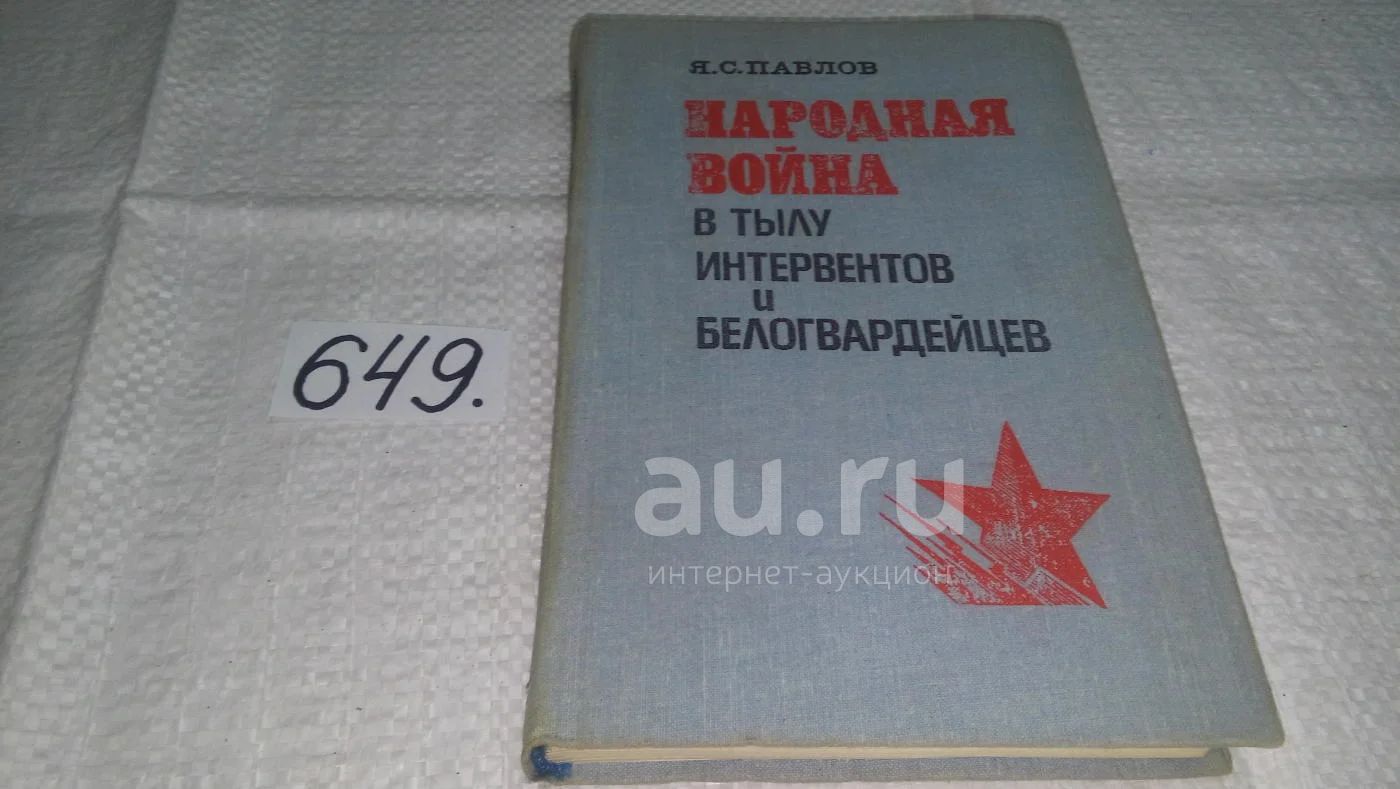 Я.С.ПАВЛОВ
НАРОДНАЯ
ВОЙНА
В ТЫЛУ
ИНТЕРВЕНТОВ
и
БЕЛОГВАРДЕЙЦЕВ
649.
au.ru
интернет-аукцион